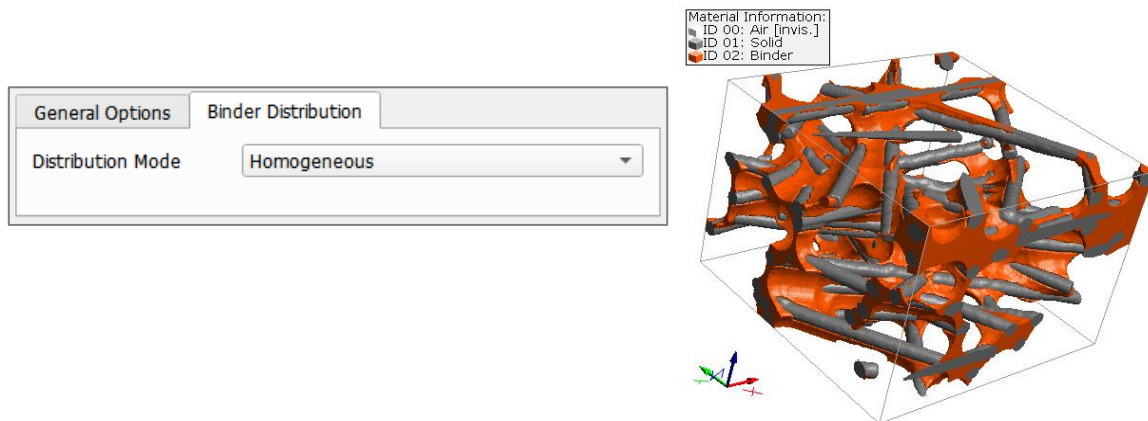 General Options
Binder Distribution
Distribution Mode
Homogeneous
Material Information:
ID 00: Air [invis.]
ID 01: Solid
ID 02: Binder
X